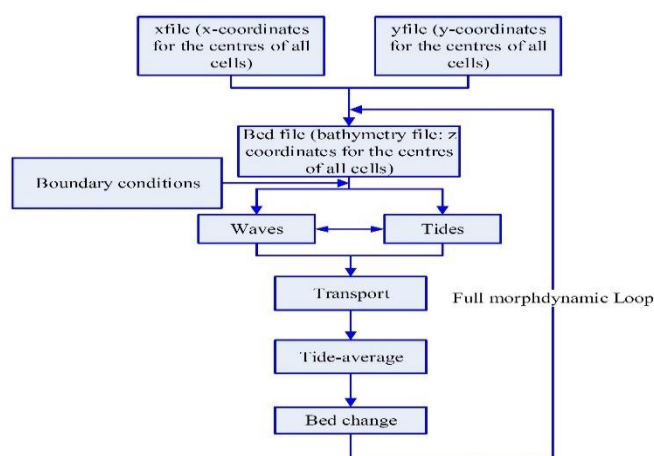 xfile (x-coordinates
for the centres of all
cells)
yfile (y-coordinates
for the centres of all
cells)
Bed file (bathymetry file: z
coordinates for the centres
of all cells)
Boundary conditions
Waves
Tides
Transport
Full morphdynamic Loop
Tide-average
Bed change